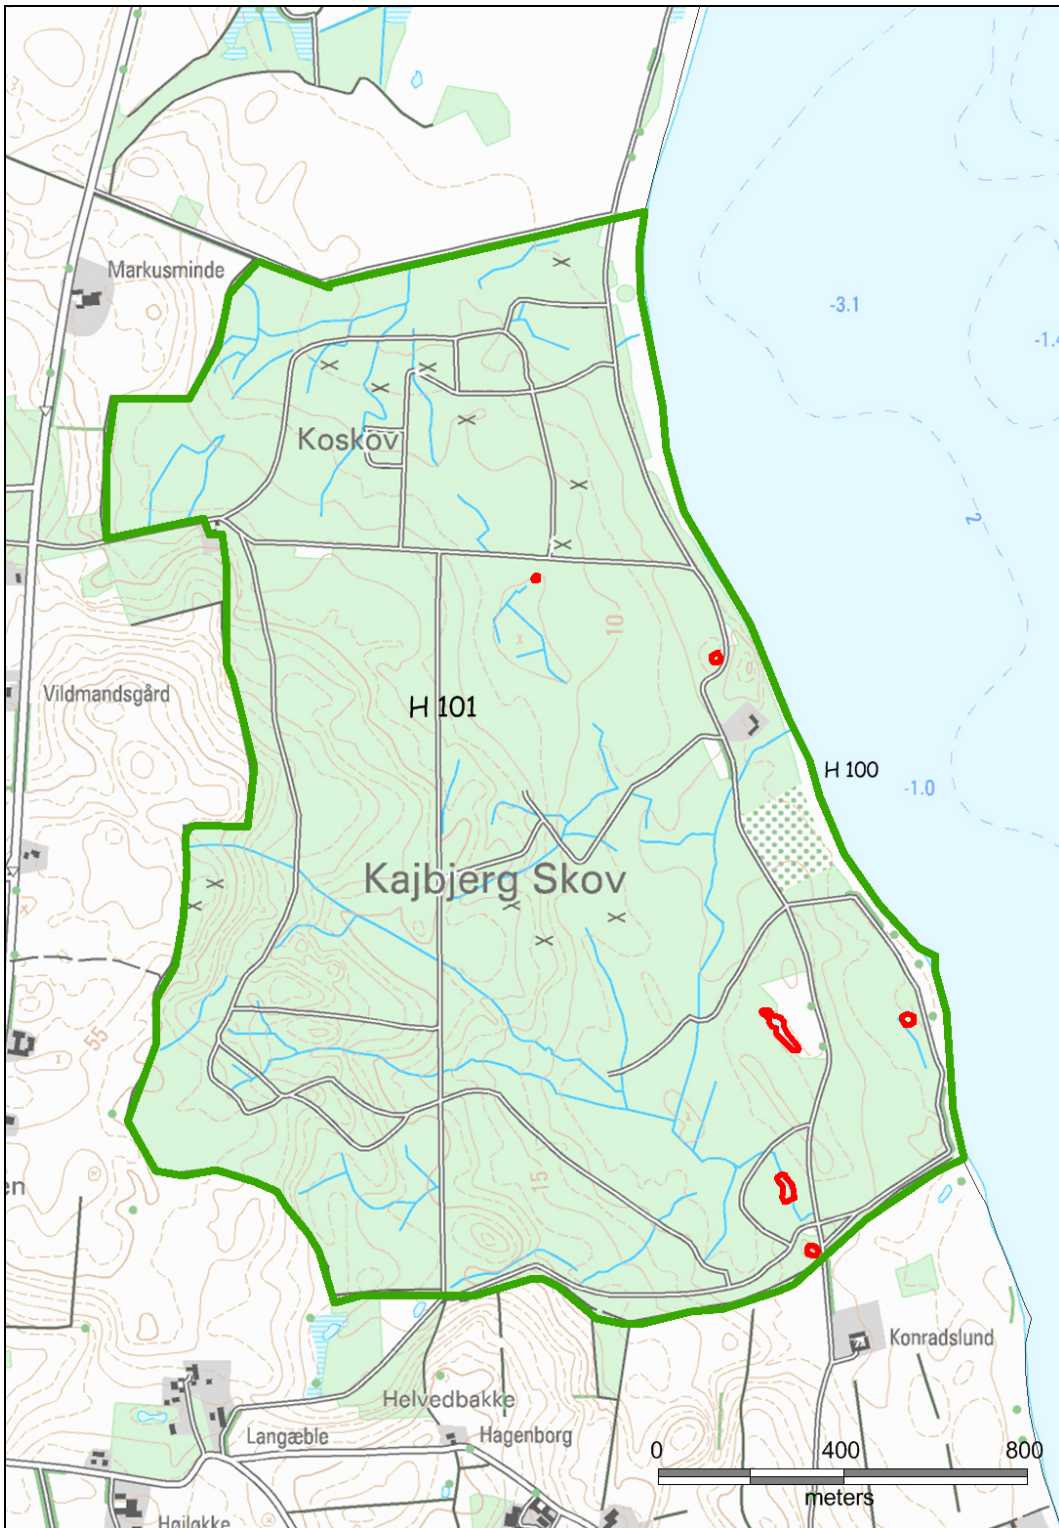 Markusminde
-3.1
-1.4
Koskov
2
10
Vildmandsgård
H 101
H 100
-1.0
Kajbjerg Skov
55
en
15
Konradslund
Helvedbakke
Langæble
Hagenborg
0 400 800
meters
Højløkke